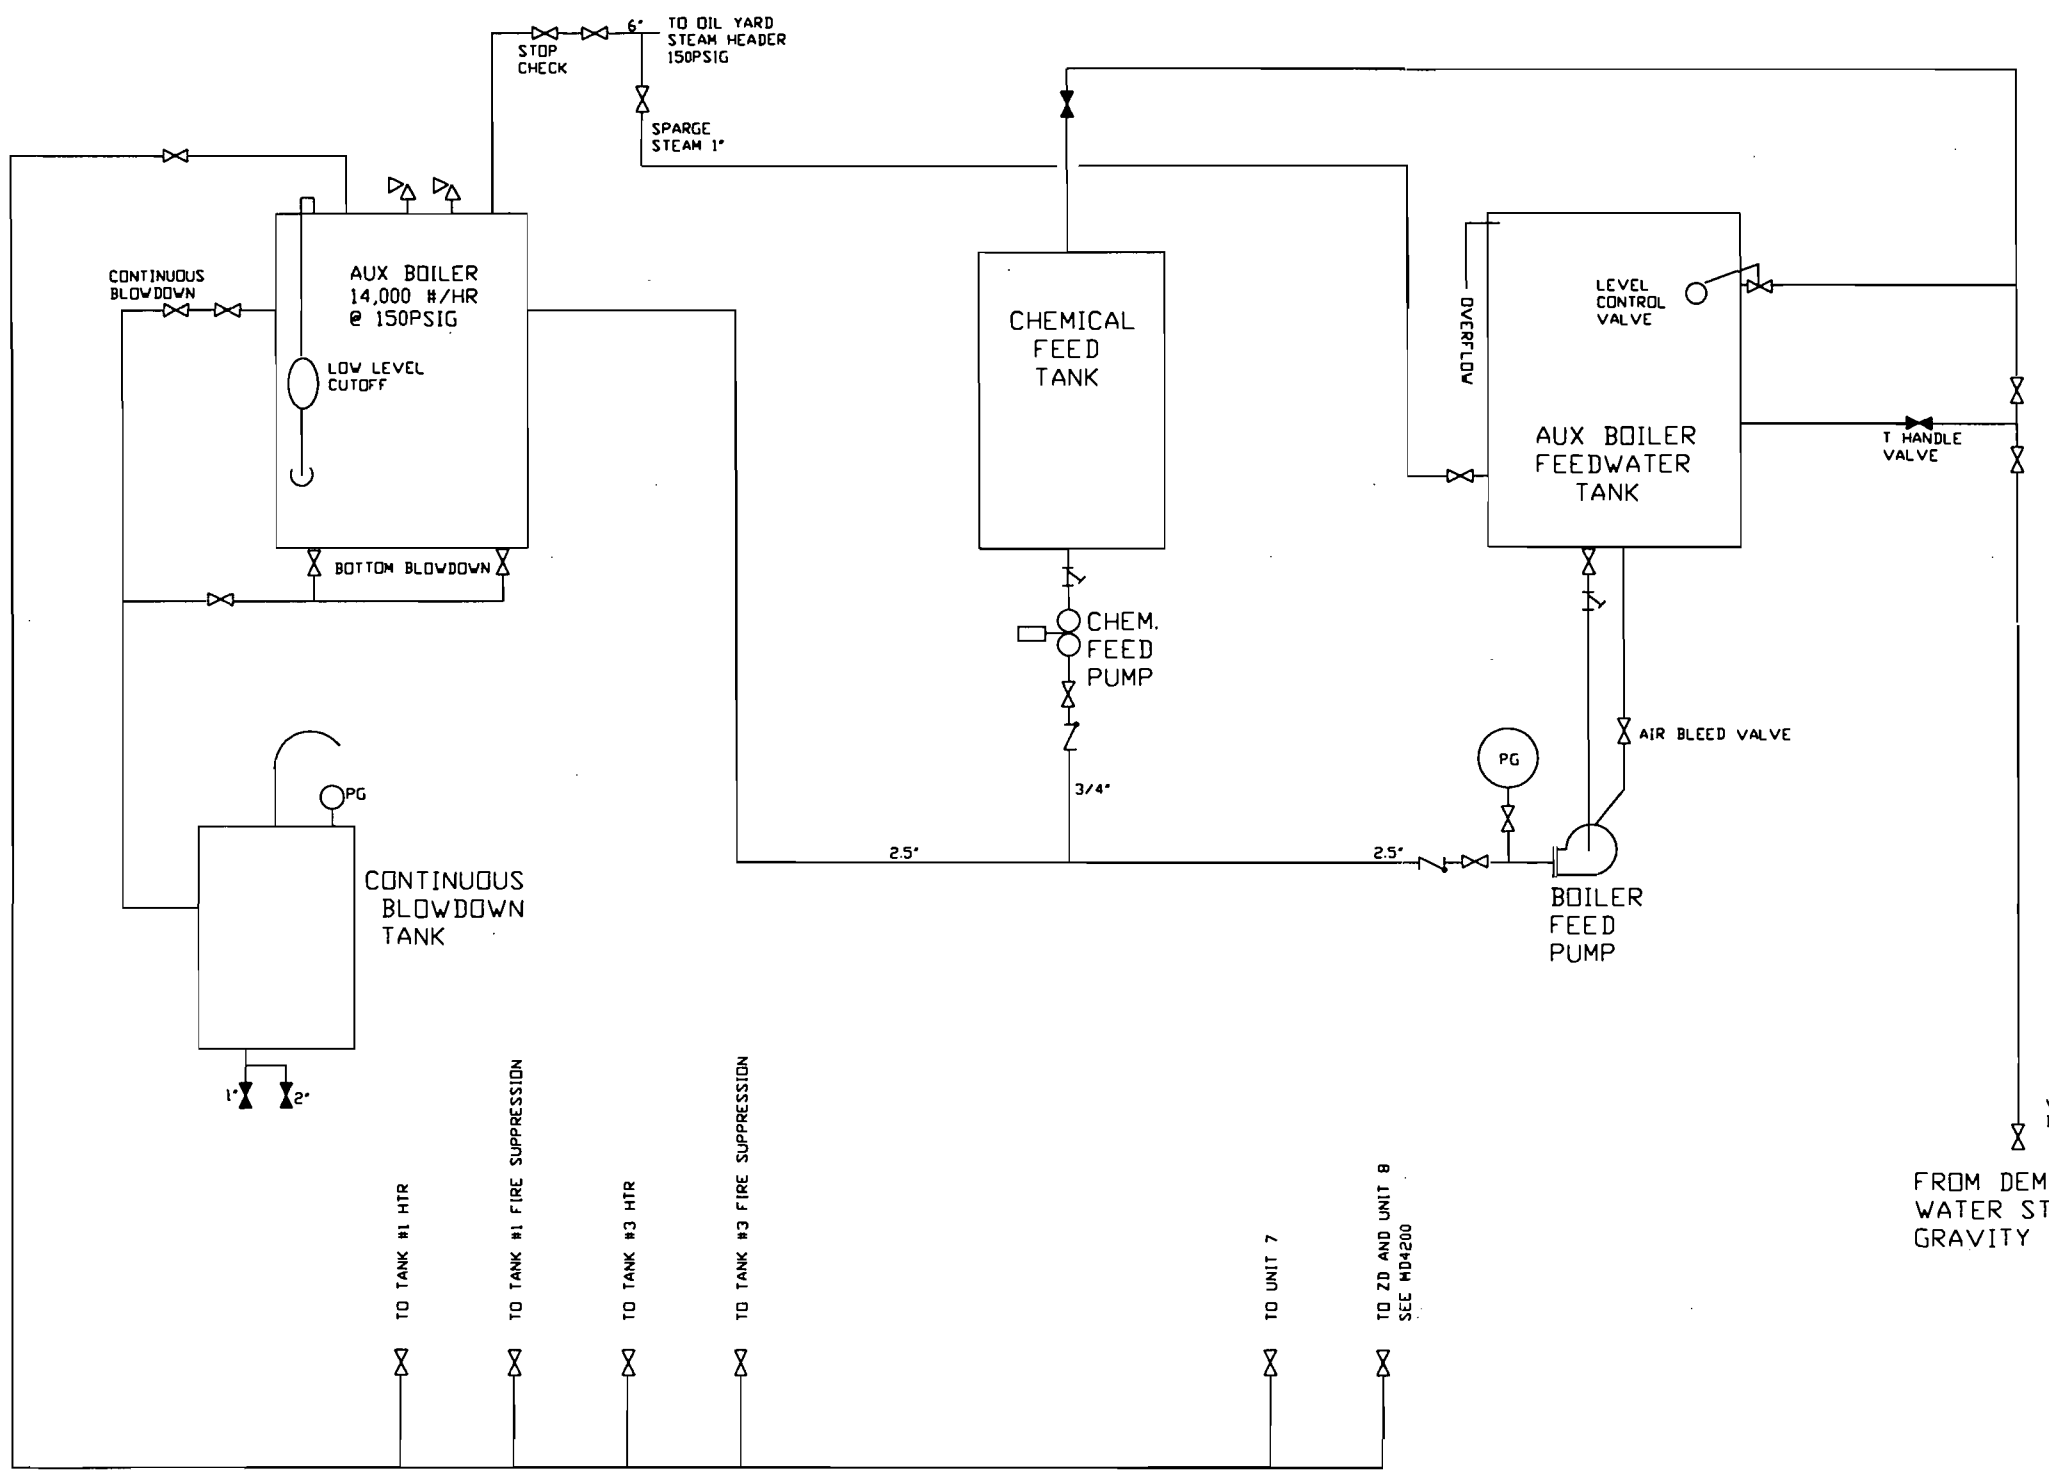 6"
TO OIL YARD
STEAM HEADER
150PSIG
STOP
CHECK
SPARGE
STEAM 1"
CONTINUOUS
BLOWDOWN
AUX BOILER
14,000 #/HR
@ 150PSIG
LOW LEVEL
CUTOFF
BOTTOM BLOWDOWN
CHEMICAL
FEED
TANK
OVERFLOW
LEVEL
CONTROL
VALVE
AUX BOILER
FEEDWATER
TANK
T HANDLE
VALVE
CHEM.
FEED
PUMP
3/4"
AIR BLEED VALVE
PG
PG
2.5"
2.5"
BOILER
FEED
PUMP
CONTINUOUS
BLOWDOWN
TANK
1"
2"
TO TANK #1 HTR
TO TANK #1 FIRE SUPPRESSION
TO TANK #3 HTR
TO TANK #3 FIRE SUPPRESSION
TO UNIT 7
TO ZD AND UNIT 8
SEE MD4200
FROM DEM
WATER ST
GRAVITY